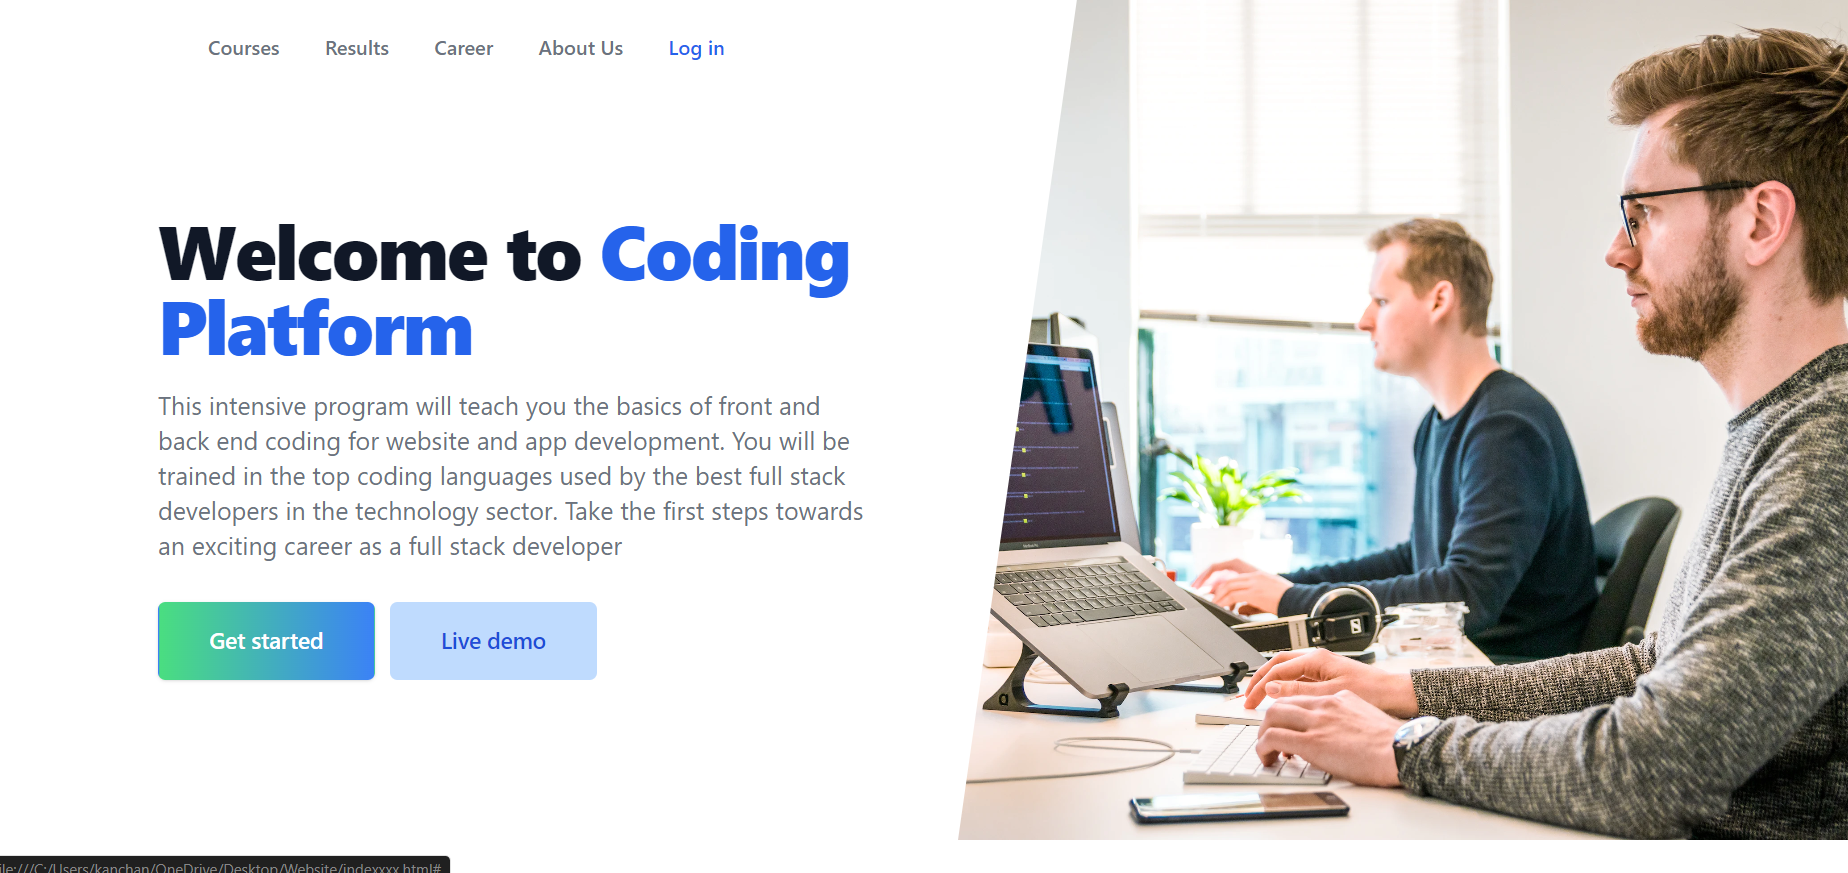 Courses Results Career About Us Log in
Welcome to Coding
Platform
This intensive program will teach you the basics of front and
back end coding for website and app development. You will be
trained in the top coding languages used by the best full stack
developers in the technology sector. Take the first steps towards
an exciting career as a full stack developer
Get started Live demo
ile:///C:/Users/kanchan/OneDrive/Desktop/Website/indexxxx.html#